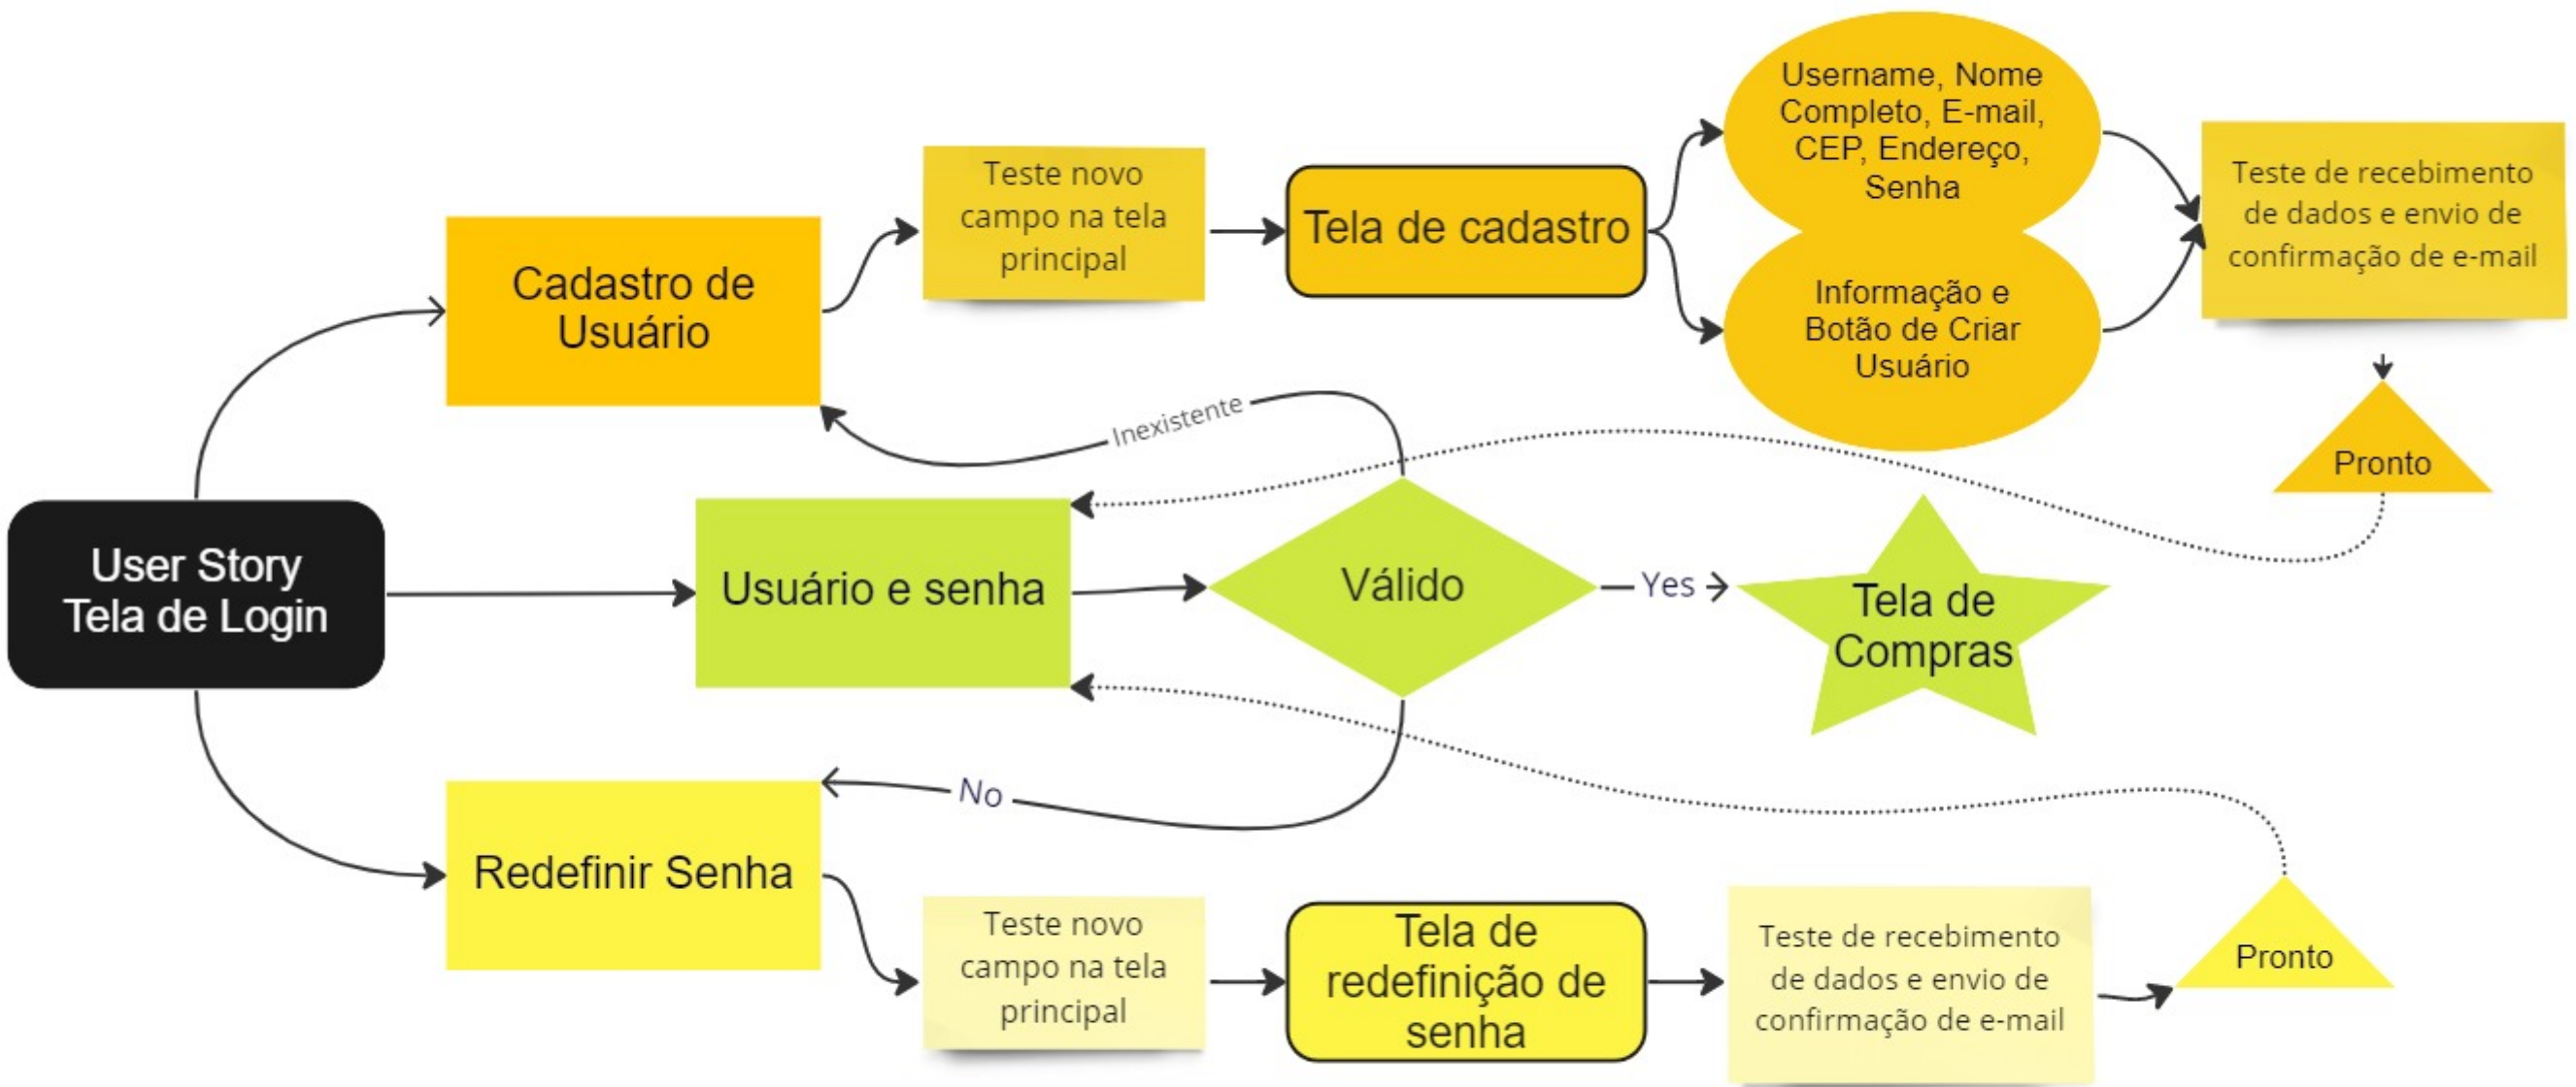 Username, Nome
Completo, E-mail,
CEP, Endereço,
Senha
Teste novo
campo na tela
principal
Tela de cadastro
Teste de recebimento
de dados e envio de
confirmação de e-mail
Cadastro de
Usuário
Informação e
Botão de Criar
Usuário
Inexistente
Pronto
User Story
Tela de Login
Usuário e senha
Válido
Yes
Tela de
Compras
No
Redefinir Senha
Teste novo
campo na tela
principal
Tela de
redefinição de
senha
Teste de recebimento
de dados e envio de
confirmação de e-mail
Pronto